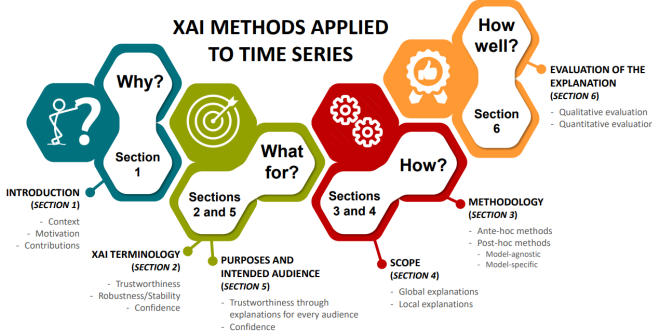 XAI METHODS APPLIED
TO TIME SERIES
Why?
Section
1
INTRODUCTION
(SECTION 1)
- Context
- Motivation
- Contributions
What
for?
Sections
2 and 5
XAI TERMINOLOGY
(SECTION 2)
- Trustworthiness
- Robustness/Stability
- Confidence
PURPOSES AND
INTENDED AUDIENCE
(SECTION 5)
- Trustworthiness through
explanations for every audience
- Confidence
How?
Sections
3 and 4
METHODOLOGY
(SECTION 3)
- Ante-hoc methods
- Post-hoc methods
- Model-agnostic
- Model-specific
SCOPE
(SECTION 4)
- Global explanations
- Local explanations
How
well?
Section
6
EVALUATION OF THE
EXPLANATION
(SECTION 6)
- Qualitative evaluation
- Quantitative evaluation